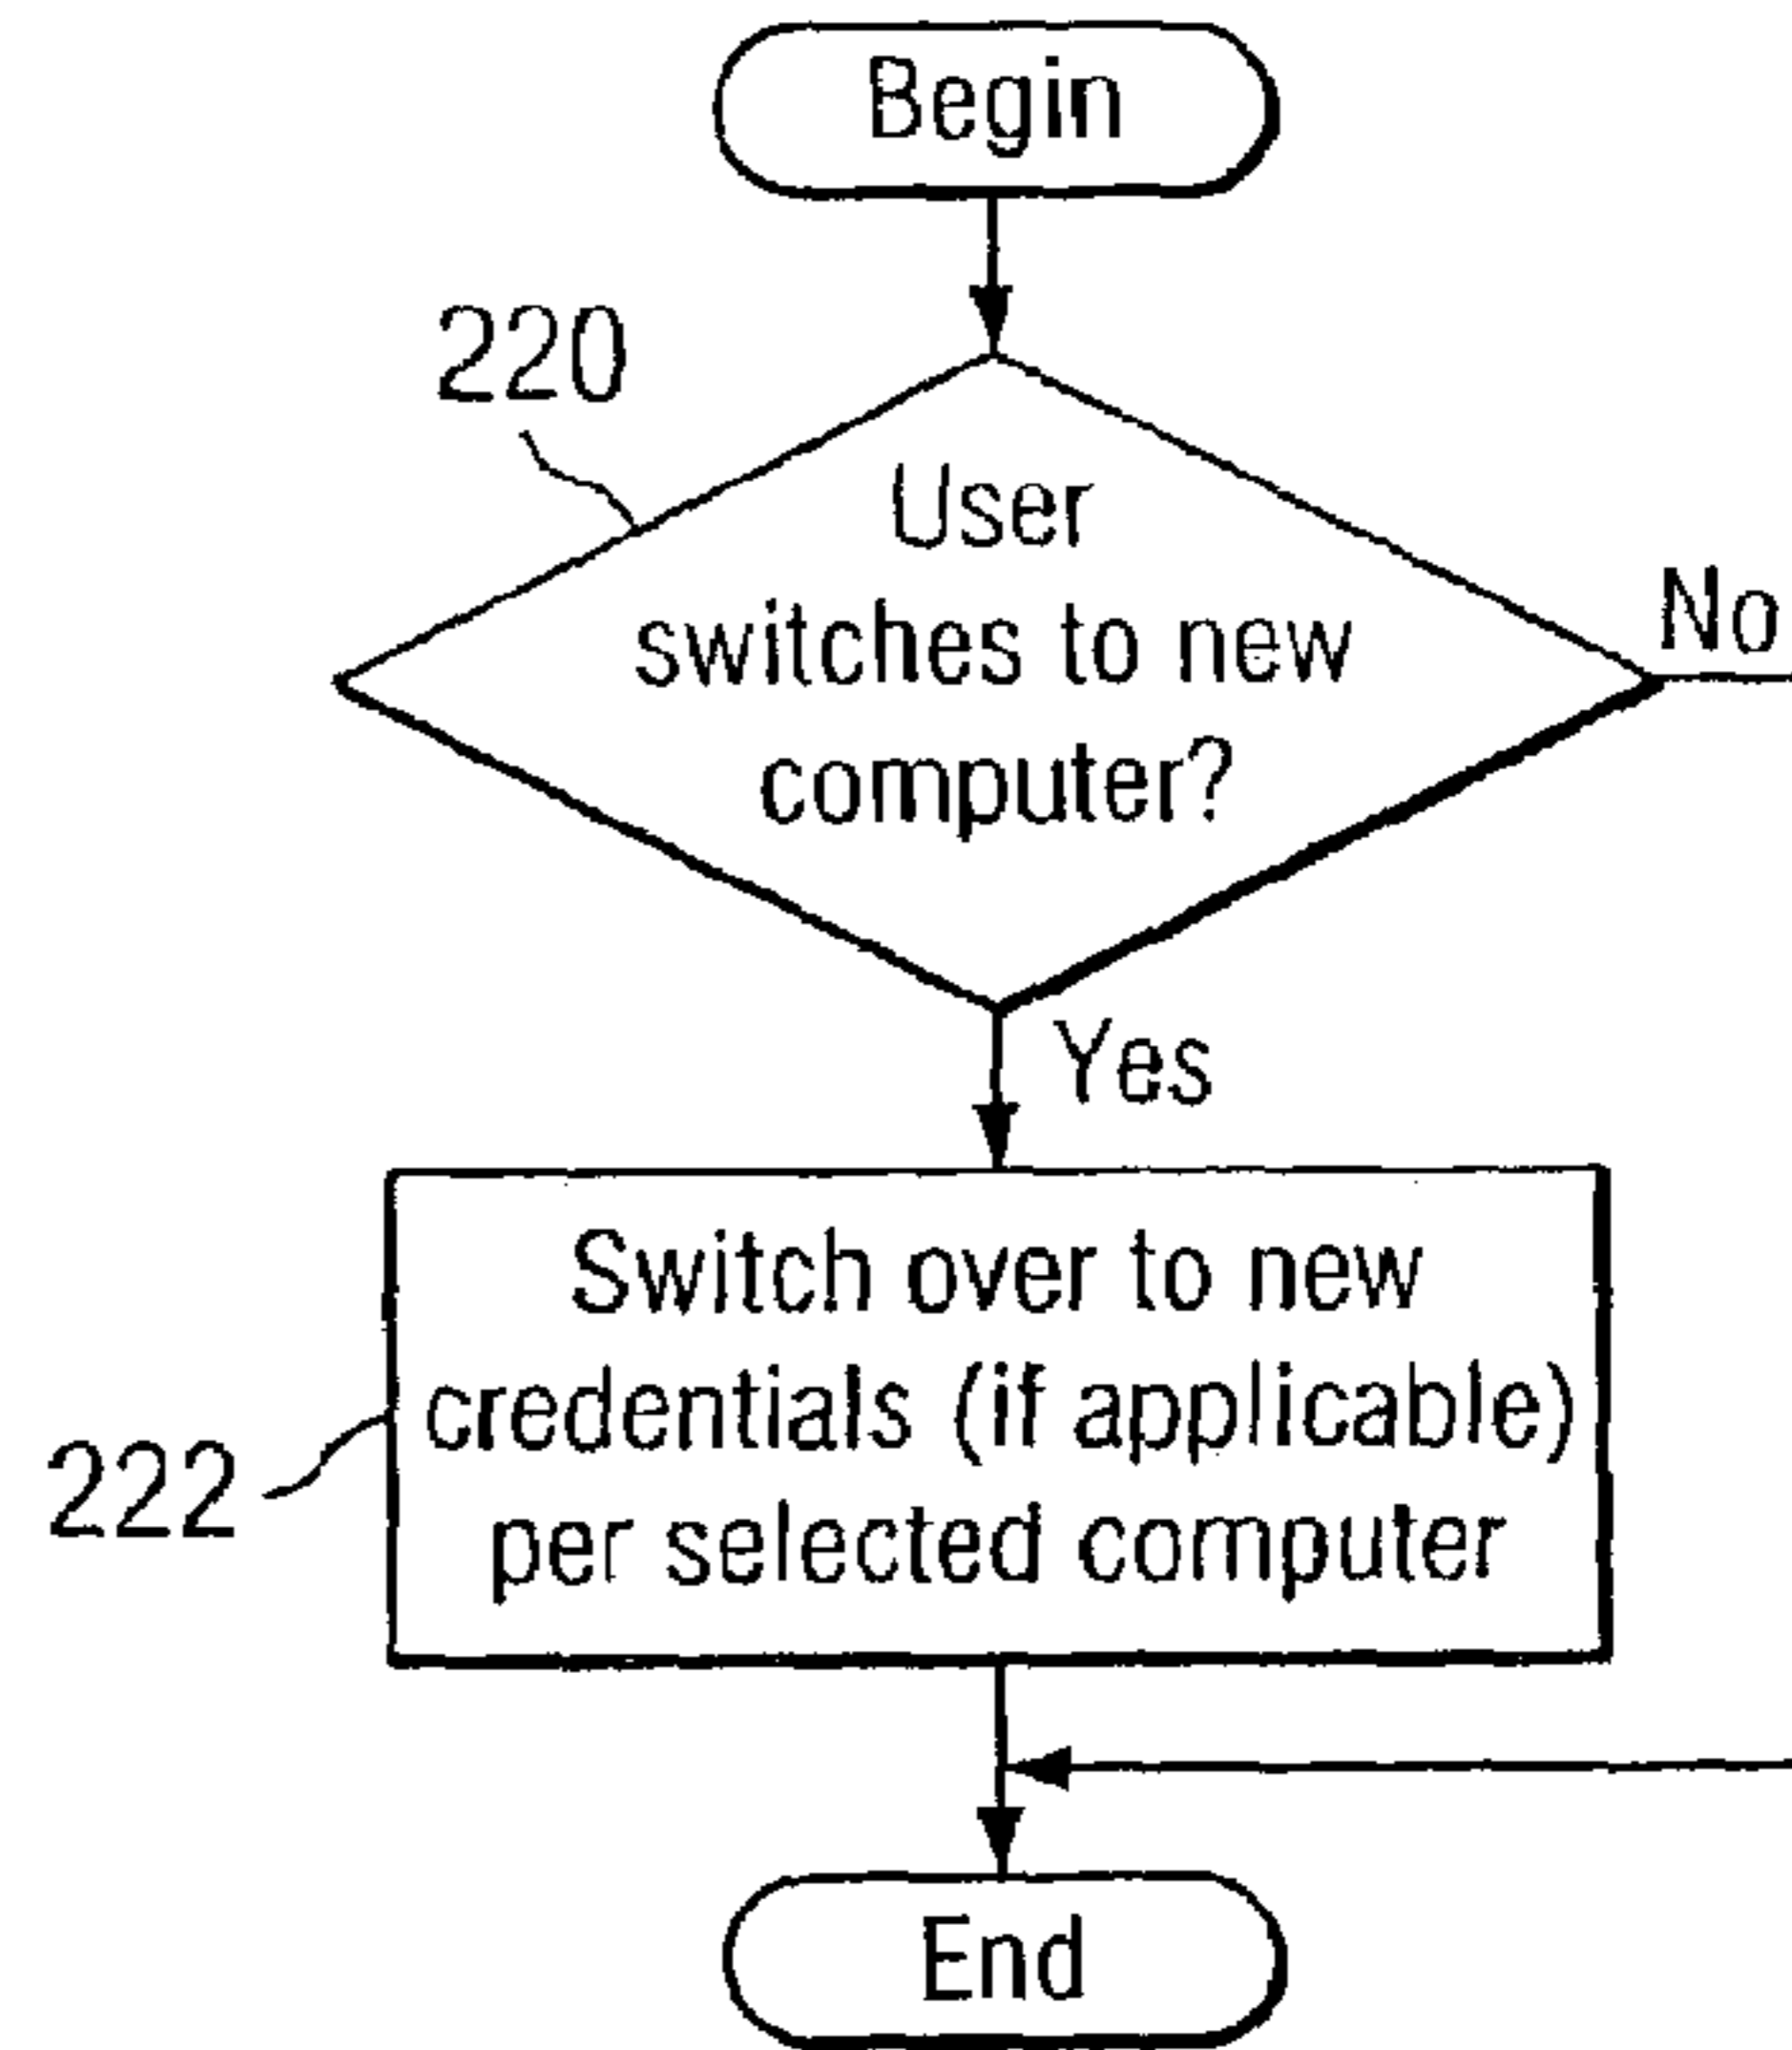 Begin
220
User
switches to new
computer?
No
Yes
Switch over to new
credentials (if applicable)
per selected computer
222
End